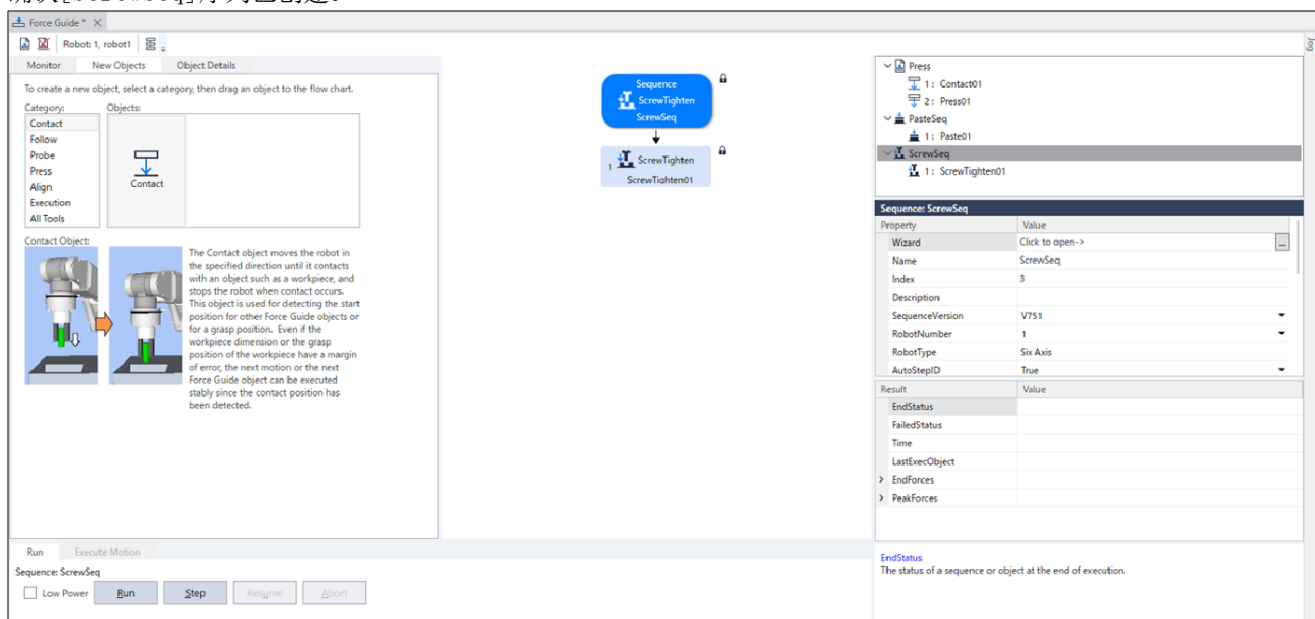 确认[ScrewSeq]序列已创建。
Force Guide *
Robot: 1, robot1
Jog
Monitor New Objects Object Details
To create a new object, select a category, then drag an object to the flow chart.
Category: Objects:
Contact
Follow
Probe
Press
Align
Execution
All Tools
Contact
Contact Object:
The Contact object moves the robot in
the specified direction until it contacts
with an object such as a workpiece, and
stops the robot when contact occurs.
This object is used for detecting the start
position for other Force Guide objects or
for a grasp position. Even if the
workpiece dimension or the grasp
position of the workpiece have a margin
of error, the next motion or the next
Force Guide object can be executed
stably since the contact position has
been detected.
Sequence
ScrewTighten
ScrewSeq
1 ScrewTighten
ScrewTighten01
Press
1: Contact01
2: Press01
PasteSeq
1: Paste01
ScrewSeq
1: ScrewTighten01
Sequence: ScrewSeq
Property Value
Wizard Click to open-> ...
Name ScrewSeq
Index 3
Description
SequenceVersion V751
RobotNumber 1
RobotType Six Axis
AutoStepID True
Result Value
EndStatus
FailedStatus
Time
LastExecObject
EndForces
PeakForces
EndStatus
The status of a sequence or object at the end of execution.
Run Execute Motion
Sequence: ScrewSeq
Low Power Run Step Resume Abort